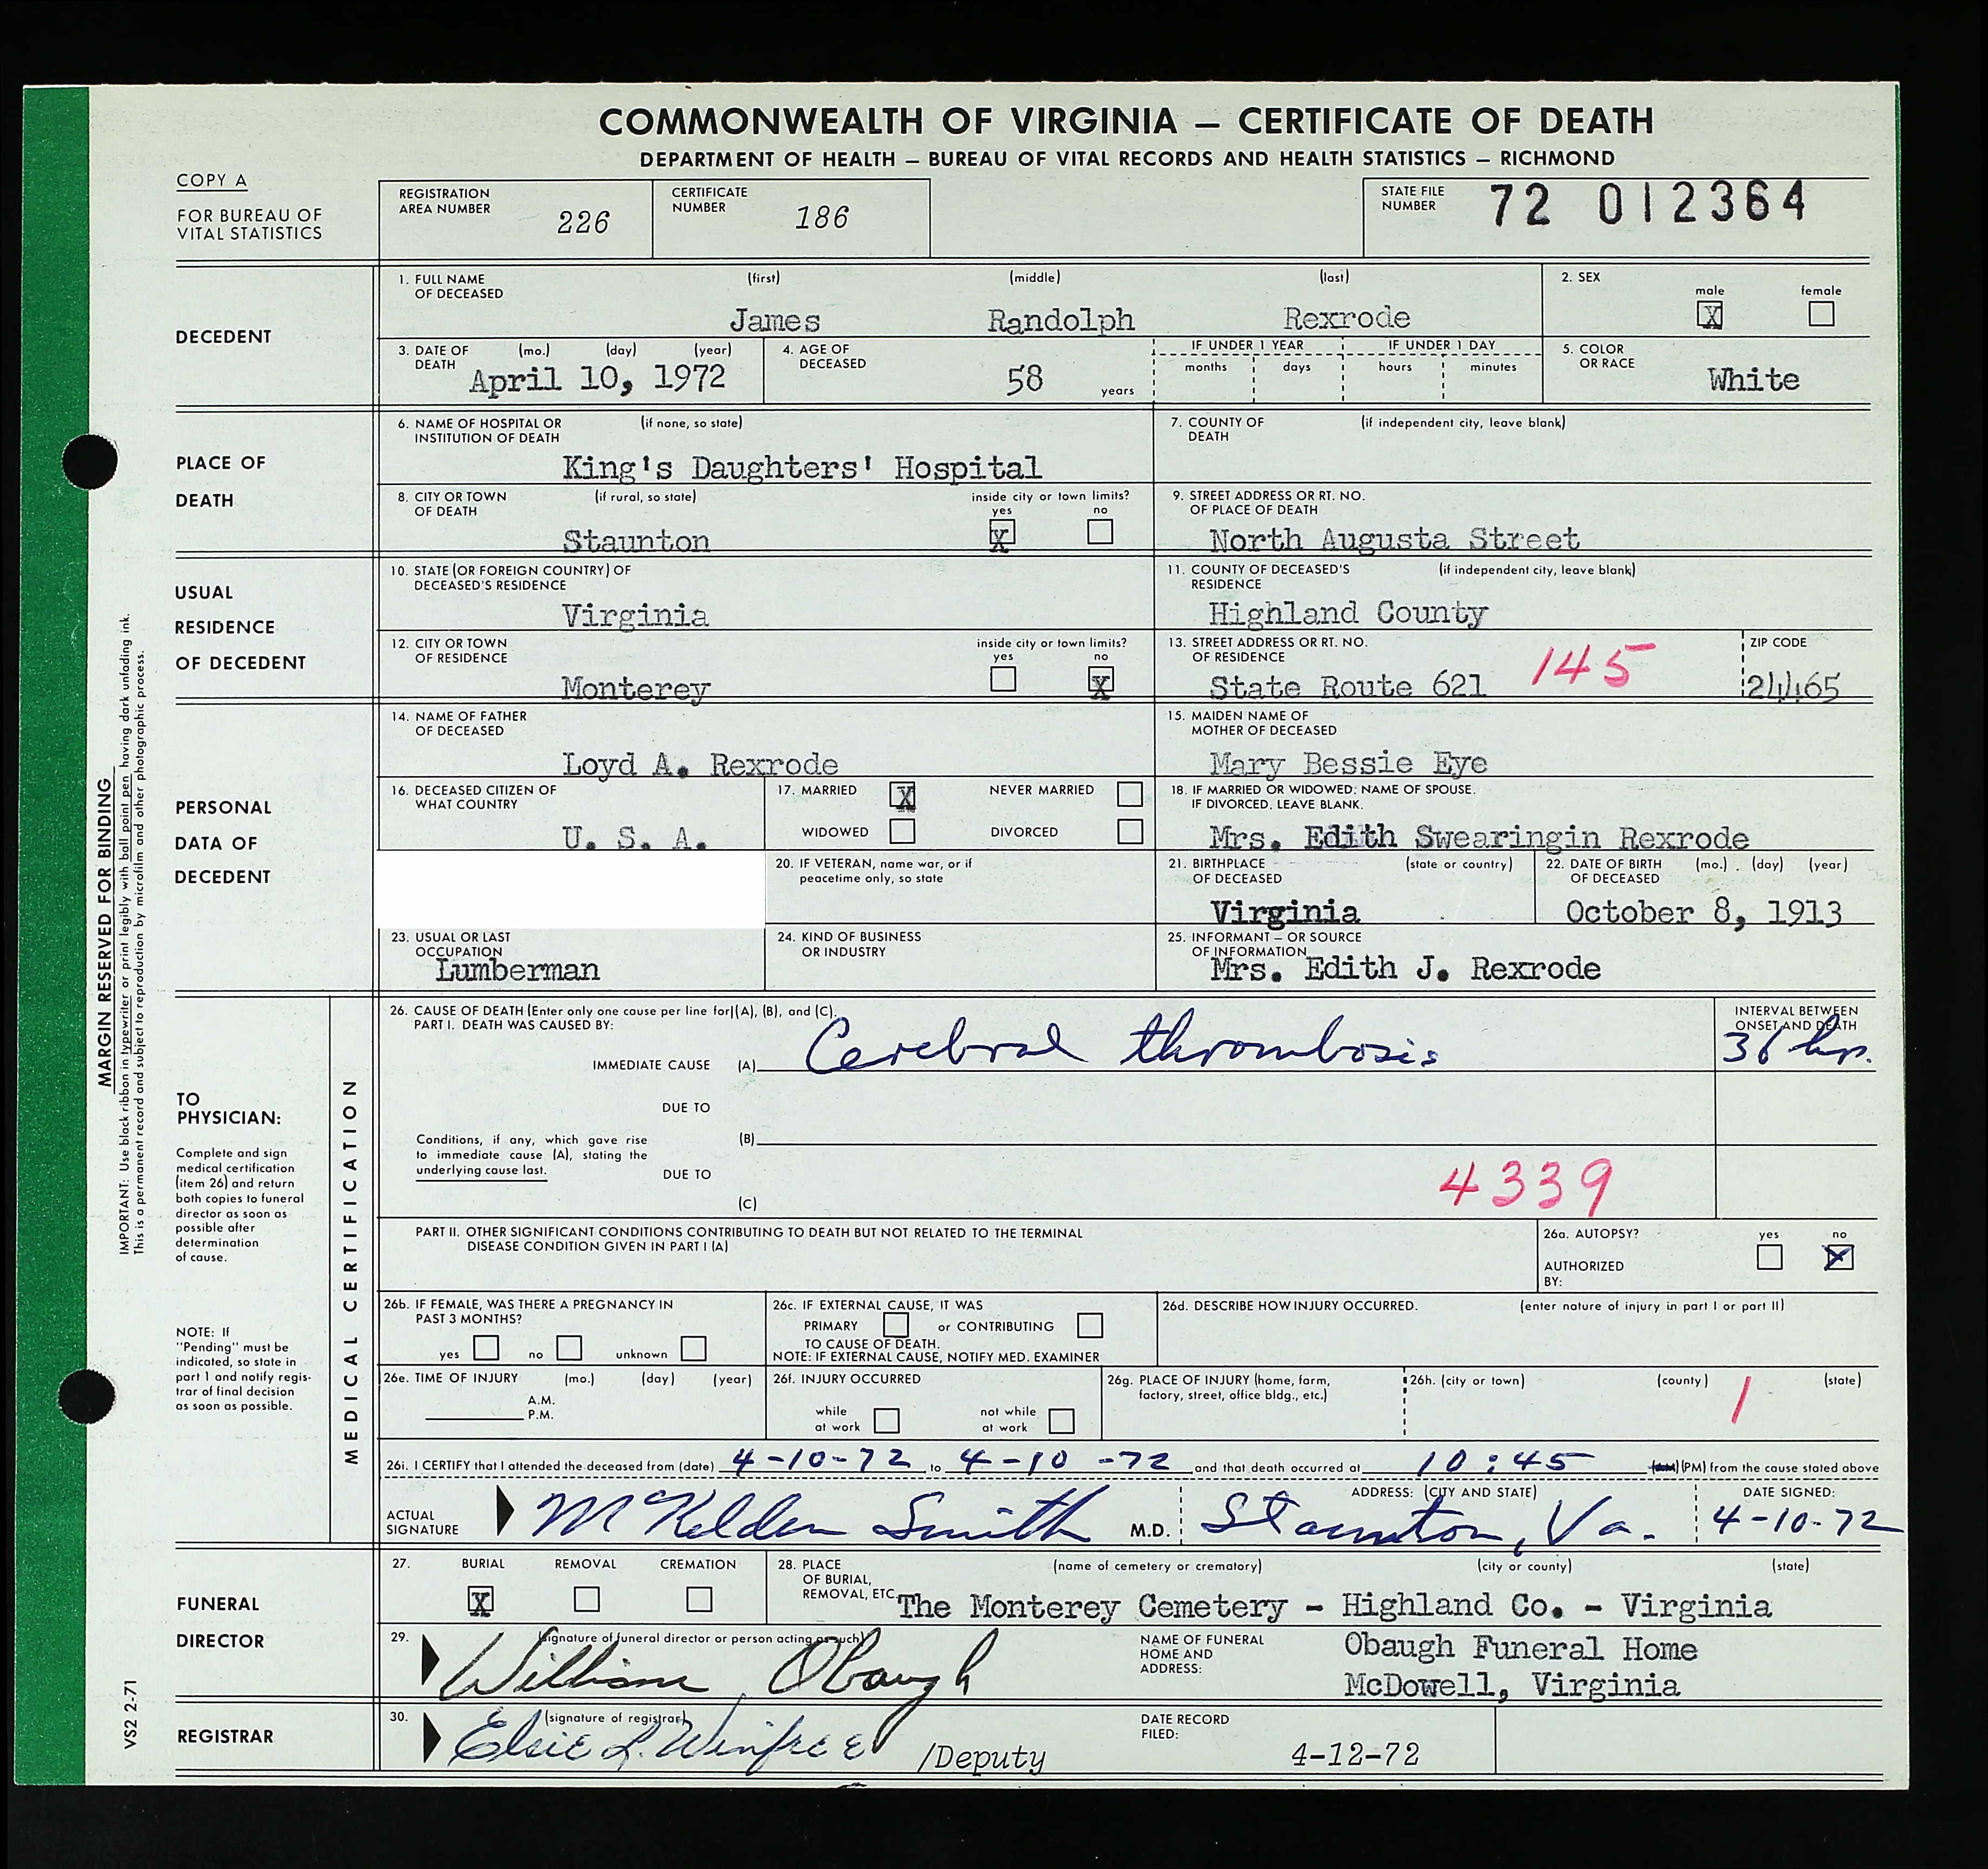 COMMONWEALTH OF VIRGINIA — CERTIFICATE OF DEATH
DEPARTMENT OF HEALTH — BUREAU OF VITAL RECORDS AND HEALTH STATISTICS — RICHMOND
COPY A
FOR BUREAU OF
VITAL STATISTICS
REGISTRATION
AREA NUMBER 226
CERTIFICATE
NUMBER 186
STATE FILE
NUMBER 72 012364
DECEDENT
1. FULL NAME (first) (middle) (last)
OF DECEASED
James Randolph Rexrode
2. SEX
male female
X
3. DATE OF (mo.) (day) (year)
DEATH April 10, 1972
4. AGE OF
DECEASED 58 years
IF UNDER 1 YEAR IF UNDER 1 DAY
months days hours minutes
5. COLOR
OR RACE White
PLACE OF
DEATH
6. NAME OF HOSPITAL OR (if none, so state)
INSTITUTION OF DEATH
King's Daughters' Hospital
7. COUNTY OF (if independent city, leave blank)
DEATH
8. CITY OR TOWN (if rural, so state) inside city or town limits?
OF DEATH yes no
Staunton X
9. STREET ADDRESS OR RT. NO.
OF PLACE OF DEATH
North Augusta Street
USUAL
RESIDENCE
OF DECEDENT
10. STATE (OR FOREIGN COUNTRY) OF
DECEASED'S RESIDENCE
Virginia
11. COUNTY OF DECEASED'S (if independent city, leave blank)
RESIDENCE
Highland County
12. CITY OR TOWN inside city or town limits?
OF RESIDENCE yes no
Monterey X
13. STREET ADDRESS OR RT. NO.
OF RESIDENCE 145
State Route 621
ZIP CODE
24465
PERSONAL
DATA OF
DECEDENT
14. NAME OF FATHER
OF DECEASED
Loyd A. Rexrode
15. MAIDEN NAME OF
MOTHER OF DECEASED
Mary Bessie Eye
16. DECEASED CITIZEN OF
WHAT COUNTRY
U. S. A.
17. MARRIED X NEVER MARRIED
WIDOWED DIVORCED
18. IF MARRIED OR WIDOWED; NAME OF SPOUSE.
IF DIVORCED, LEAVE BLANK.
Mrs. Edith Swearingin Rexrode
20. IF VETERAN, name war, or if
peacetime only, so state
21. BIRTHPLACE (state or country)
OF DECEASED
Virginia
22. DATE OF BIRTH (mo.) (day) (year)
OF DECEASED
October 8, 1913
23. USUAL OR LAST
OCCUPATION
Lumberman
24. KIND OF BUSINESS
OR INDUSTRY
25. INFORMANT — OR SOURCE
OF INFORMATION
Mrs. Edith J. Rexrode
TO
PHYSICIAN:
Complete and sign
medical certification
(item 26) and return
both copies to funeral
director as soon as
possible after
determination
of cause.
NOTE: If
"Pending" must be
indicated, so state in
part 1 and notify regis-
trar of final decision
as soon as possible.
MEDICAL CERTIFICATION
26. CAUSE OF DEATH (Enter only one cause per line for (A), (B), and (C).
PART I. DEATH WAS CAUSED BY:
IMMEDIATE CAUSE (A) Cerebral thrombosis
INTERVAL BETWEEN
ONSET AND DEATH
36 hrs.
DUE TO
Conditions, if any, which gave rise
to immediate cause (A), stating the
underlying cause last.
(B)
DUE TO
(C)
4339
PART II. OTHER SIGNIFICANT CONDITIONS CONTRIBUTING TO DEATH BUT NOT RELATED TO THE TERMINAL
DISEASE CONDITION GIVEN IN PART I (A)
26a. AUTOPSY? yes no
X
AUTHORIZED
BY:
26b. IF FEMALE, WAS THERE A PREGNANCY IN
PAST 3 MONTHS?
yes no unknown
26c. IF EXTERNAL CAUSE, IT WAS
PRIMARY or CONTRIBUTING
TO CAUSE OF DEATH.
NOTE: IF EXTERNAL CAUSE, NOTIFY MED. EXAMINER
26d. DESCRIBE HOW INJURY OCCURRED. (enter nature of injury in part I or part II)
26e. TIME OF INJURY (mo.) (day) (year)
A.M.
P.M.
26f. INJURY OCCURRED
while not while
at work at work
26g. PLACE OF INJURY (home, farm,
factory, street, office bldg., etc.)
26h. (city or town) (county) (state)
1
26i. I CERTIFY that I attended the deceased from (date) 4-10-72 to 4-10-72 and that death occurred at 10:45 (AM) (PM) from the cause stated above
ACTUAL
SIGNATURE McKelden Smith M.D.
ADDRESS: (CITY AND STATE)
Staunton, Va.
DATE SIGNED:
4-10-72
FUNERAL
DIRECTOR
27. BURIAL REMOVAL CREMATION
X
28. PLACE (name of cemetery or crematory) (city or county) (state)
OF BURIAL,
REMOVAL, ETC.
The Monterey Cemetery - Highland Co. - Virginia
29. (signature of funeral director or person acting as such)
William Obaugh
NAME OF FUNERAL
HOME AND
ADDRESS:
Obaugh Funeral Home
McDowell, Virginia
REGISTRAR
30. (signature of registrar)
Elsie L. Winfree /Deputy
DATE RECORD
FILED:
4-12-72
MARGIN RESERVED FOR BINDING
IMPORTANT: Use black ribbon in typewriter or print legibly with ball point pen having dark unfading ink.
This is a permanent record and subject to reproduction by microfilm and other photographic process.
VS2 2-71